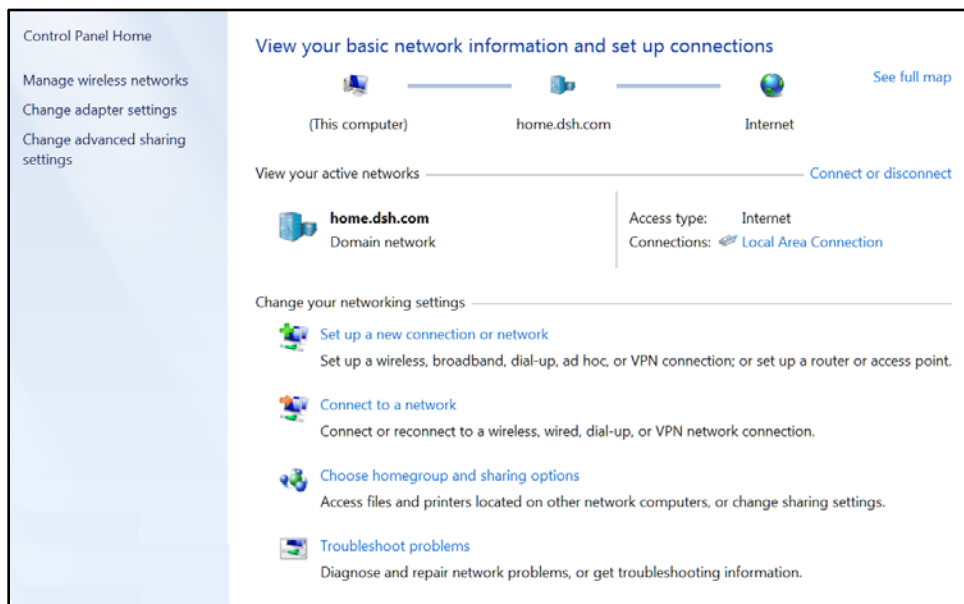 Control Panel Home
Manage wireless networks
Change adapter settings
Change advanced sharing
settings
View your basic network information and set up connections
See full map
(This computer)
home.dsh.com
Internet
View your active networks
Connect or disconnect
home.dsh.com
Domain network
Access type: Internet
Connections: Local Area Connection
Change your networking settings
Set up a new connection or network
Set up a wireless, broadband, dial-up, ad hoc, or VPN connection; or set up a router or access point.
Connect to a network
Connect or reconnect to a wireless, wired, dial-up, or VPN network connection.
Choose homegroup and sharing options
Access files and printers located on other network computers, or change sharing settings.
Troubleshoot problems
Diagnose and repair network problems, or get troubleshooting information.